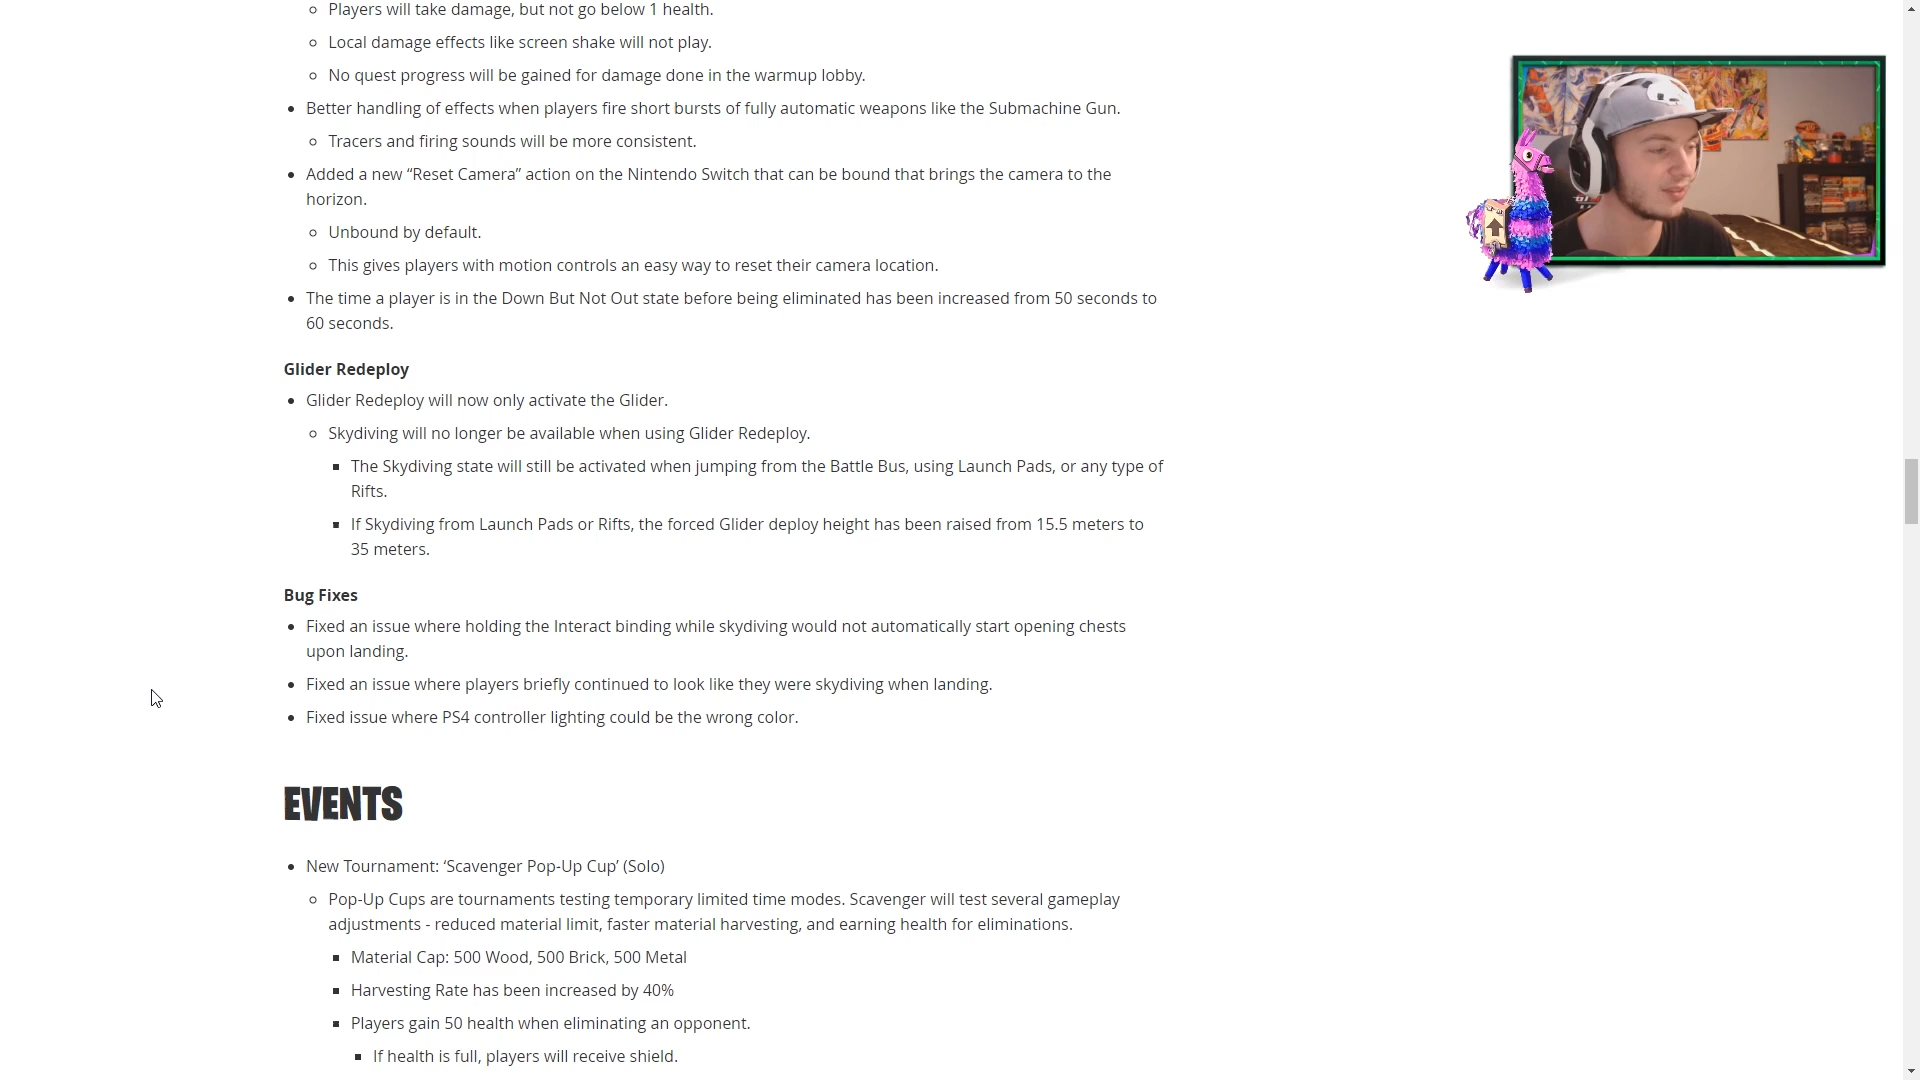 Players will take damage, but not go below 1 health.
Local damage effects like screen shake will not play.
No quest progress will be gained for damage done in the warmup lobby.
Better handling of effects when players fire short bursts of fully automatic weapons like the Submachine Gun.
Tracers and firing sounds will be more consistent.
Added a new “Reset Camera” action on the Nintendo Switch that can be bound that brings the camera to the
horizon.
Unbound by default.
This gives players with motion controls an easy way to reset their camera location.
The time a player is in the Down But Not Out state before being eliminated has been increased from 50 seconds to
60 seconds.
Glider Redeploy
Glider Redeploy will now only activate the Glider.
Skydiving will no longer be available when using Glider Redeploy.
The Skydiving state will still be activated when jumping from the Battle Bus, using Launch Pads, or any type of
Rifts.
If Skydiving from Launch Pads or Rifts, the forced Glider deploy height has been raised from 15.5 meters to
35 meters.
Bug Fixes
Fixed an issue where holding the Interact binding while skydiving would not automatically start opening chests
upon landing.
Fixed an issue where players briefly continued to look like they were skydiving when landing.
Fixed issue where PS4 controller lighting could be the wrong color.
EVENTS
New Tournament: ‘Scavenger Pop-Up Cup’ (Solo)
Pop-Up Cups are tournaments testing temporary limited time modes. Scavenger will test several gameplay
adjustments - reduced material limit, faster material harvesting, and earning health for eliminations.
Material Cap: 500 Wood, 500 Brick, 500 Metal
Harvesting Rate has been increased by 40%
Players gain 50 health when eliminating an opponent.
If health is full, players will receive shield.